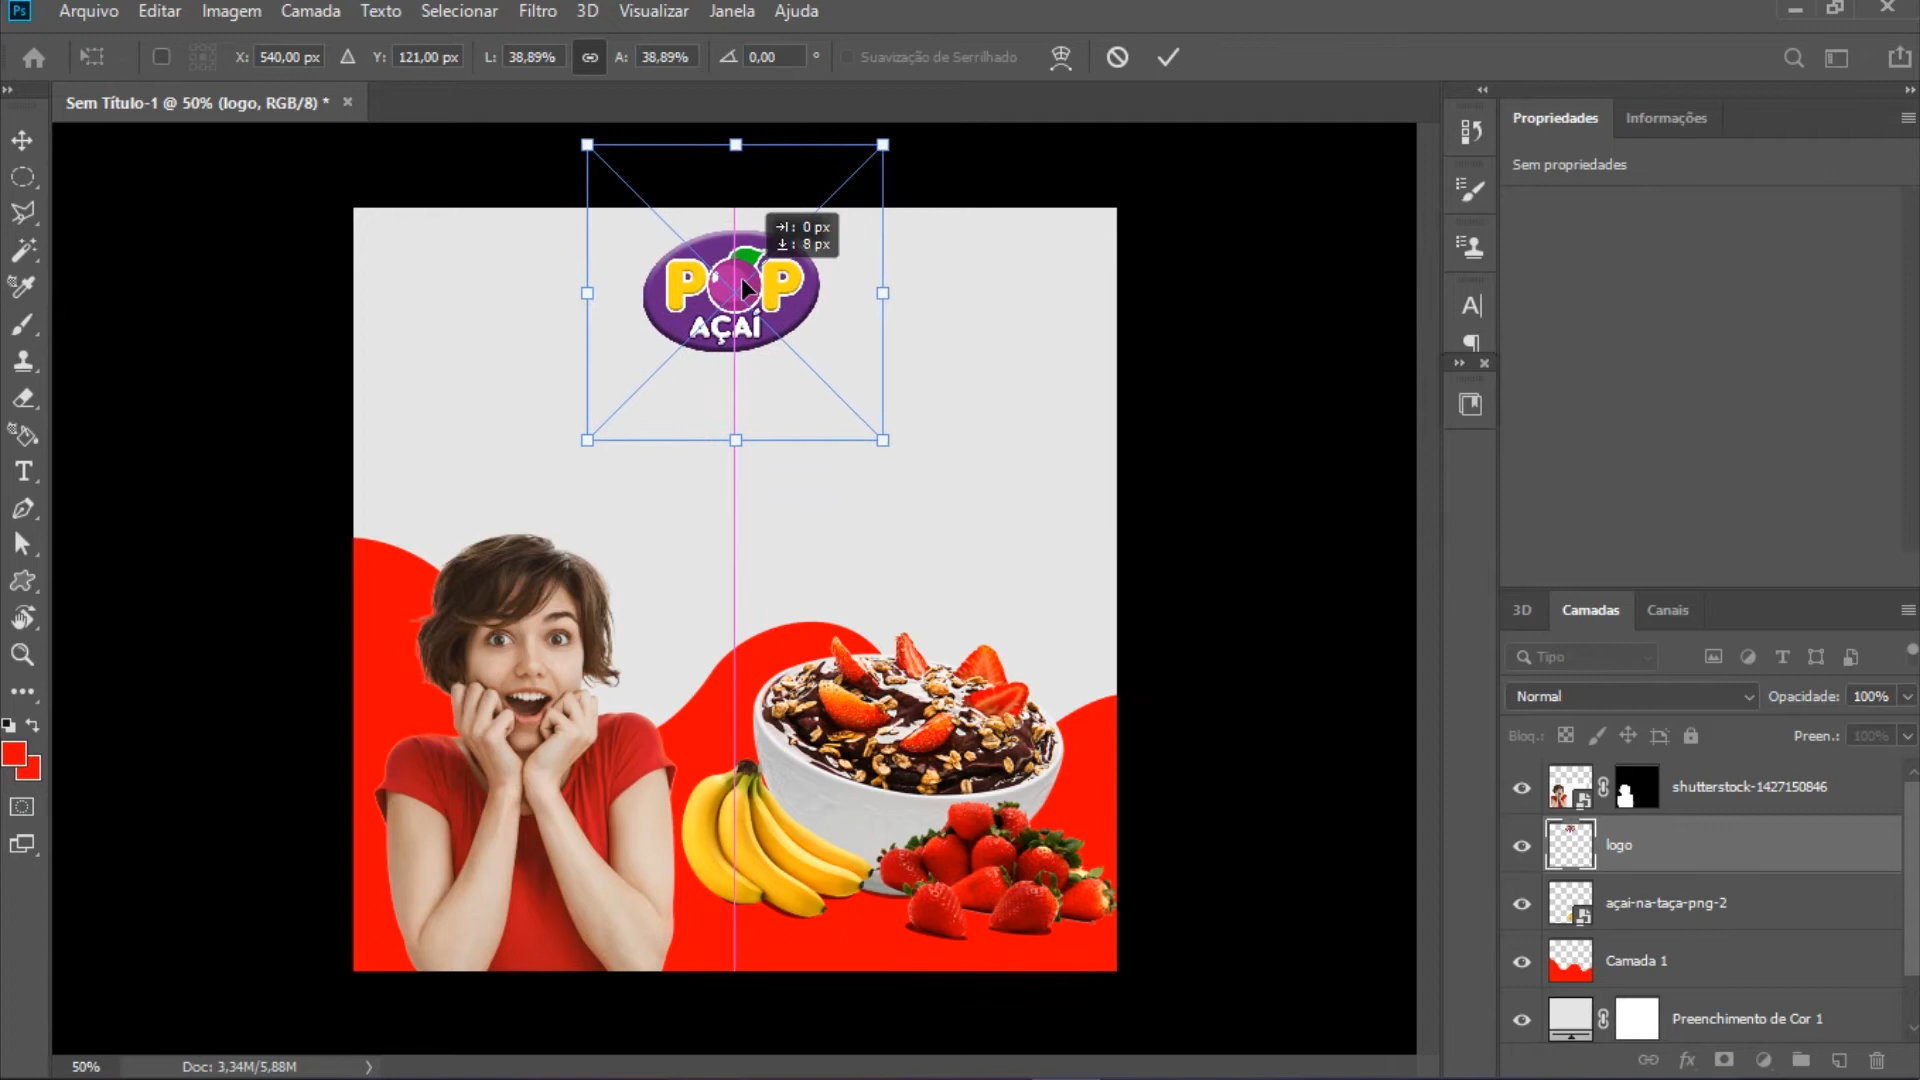 Ps Arquivo Editar Imagem Camada Texto Selecionar Filtro 3D Visualizar Janela Ajuda
X: 540,00 px Y: 121,00 px L: 38,89% A: 38,89% 0,00 ° Suavização de Serrilhado
Sem Título-1 @ 50% (logo, RGB/8) *
Propriedades Informações
Sem propriedades
: 0 px
: 8 px
POP
AÇAÍ
3D Camadas Canais
Tipo
Normal Opacidade: 100%
Bloq.: Preen.: 100%
shutterstock-1427150846
logo
açai-na-taça-png-2
Camada 1
Preenchimento de Cor 1
fx
50% Doc: 3,34M/5,88M